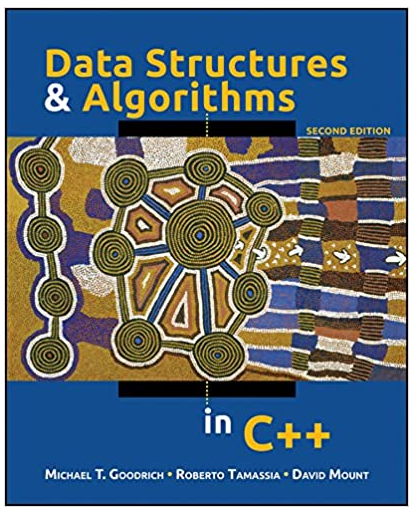 Data Structures
& Algorithms
SECOND EDITION
in C++
MICHAEL T. GOODRICH • ROBERTO TAMASSIA • DAVID MOUNT